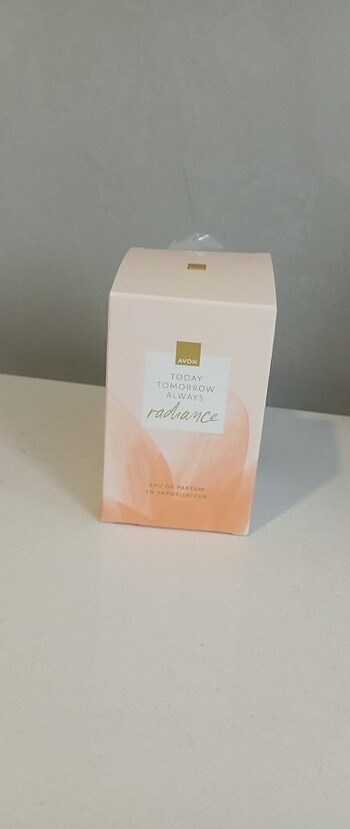 AVON
TODAY
TOMORROW
ALWAYS
radiance
EAU DE PARFUM
EN VAPORISATEUR